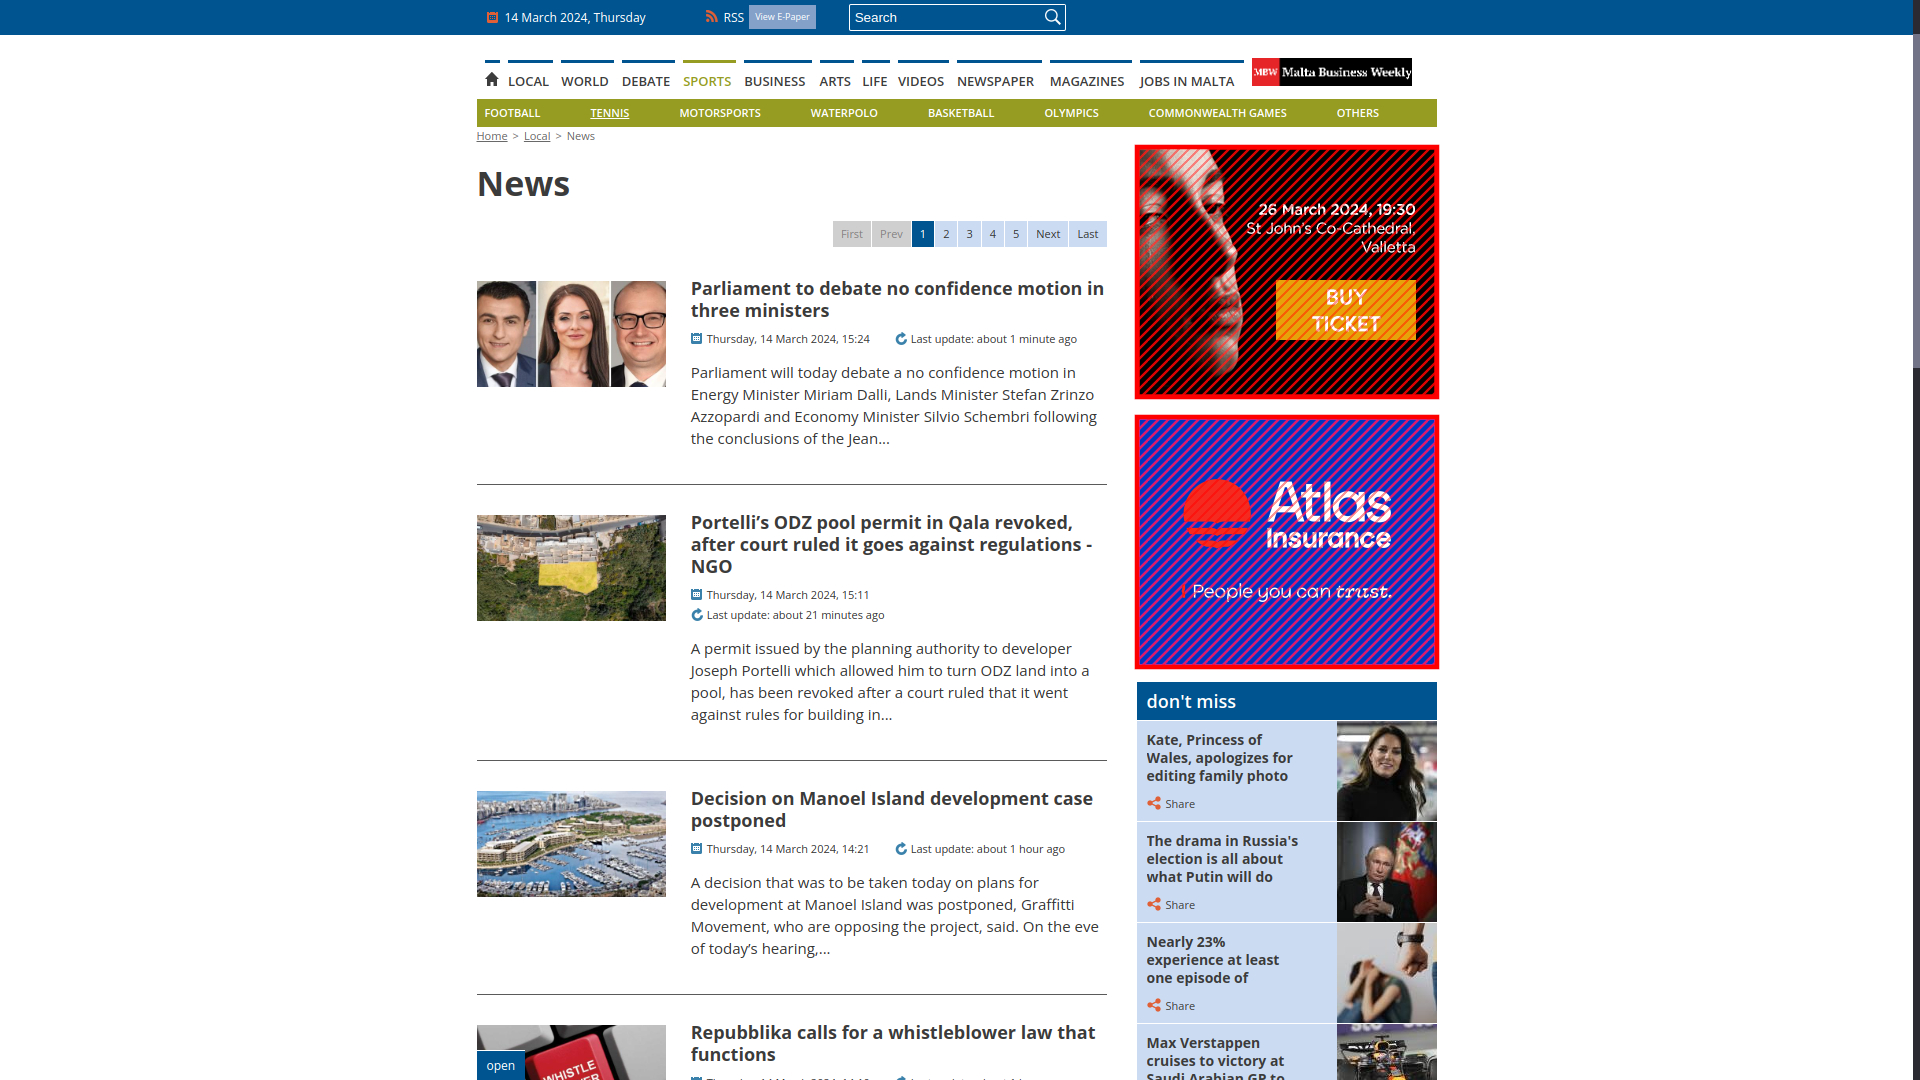 14 March 2024, Thursday
RSS
View E-Paper
Search
LOCAL WORLD DEBATE SPORTS BUSINESS ARTS LIFE VIDEOS NEWSPAPER MAGAZINES JOBS IN MALTA
MBW Malta Business Weekly
FOOTBALL TENNIS MOTORSPORTS WATERPOLO BASKETBALL OLYMPICS COMMONWEALTH GAMES OTHERS
Home > Local > News
News
First Prev 1 2 3 4 5 Next Last
Parliament to debate no confidence motion in
three ministers
Thursday, 14 March 2024, 15:24 Last update: about 1 minute ago
Parliament will today debate a no confidence motion in
Energy Minister Miriam Dalli, Lands Minister Stefan Zrinzo
Azzopardi and Economy Minister Silvio Schembri following
the conclusions of the Jean...
Portelli’s ODZ pool permit in Qala revoked,
after court ruled it goes against regulations -
NGO
Thursday, 14 March 2024, 15:11
Last update: about 21 minutes ago
A permit issued by the planning authority to developer
Joseph Portelli which allowed him to turn ODZ land into a
pool, has been revoked after a court ruled that it went
against rules for building in...
Decision on Manoel Island development case
postponed
Thursday, 14 March 2024, 14:21 Last update: about 1 hour ago
A decision that was to be taken today on plans for
development at Manoel Island was postponed, Graffitti
Movement, who are opposing the project, said. On the eve
of today’s hearing,...
WHISTLE
Repubblika calls for a whistleblower law that
functions
open
26 March 2024, 19:30
St John's Co-Cathedral,
Valletta
BUY
TICKET
Atlas
Insurance
People you can trust.
don't miss
Kate, Princess of
Wales, apologizes for
editing family photo
Share
The drama in Russia's
election is all about
what Putin will do
Share
Nearly 23%
experience at least
one episode of
Share
Max Verstappen
cruises to victory at
Saudi Arabian GP to